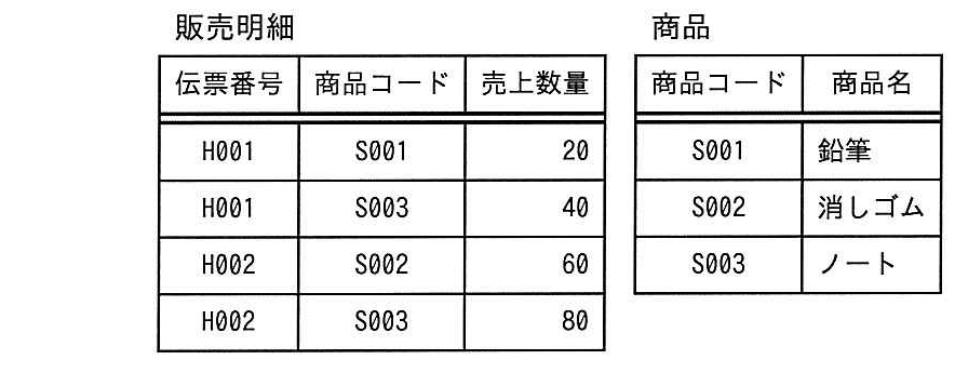 販売明細
伝票番号 商品コード 売上数量
H001 S001 20
H001 S003 40
H002 S002 60
H002 S003 80
商品
商品コード 商品名
S001 鉛筆
S002 消しゴム
S003 ノート